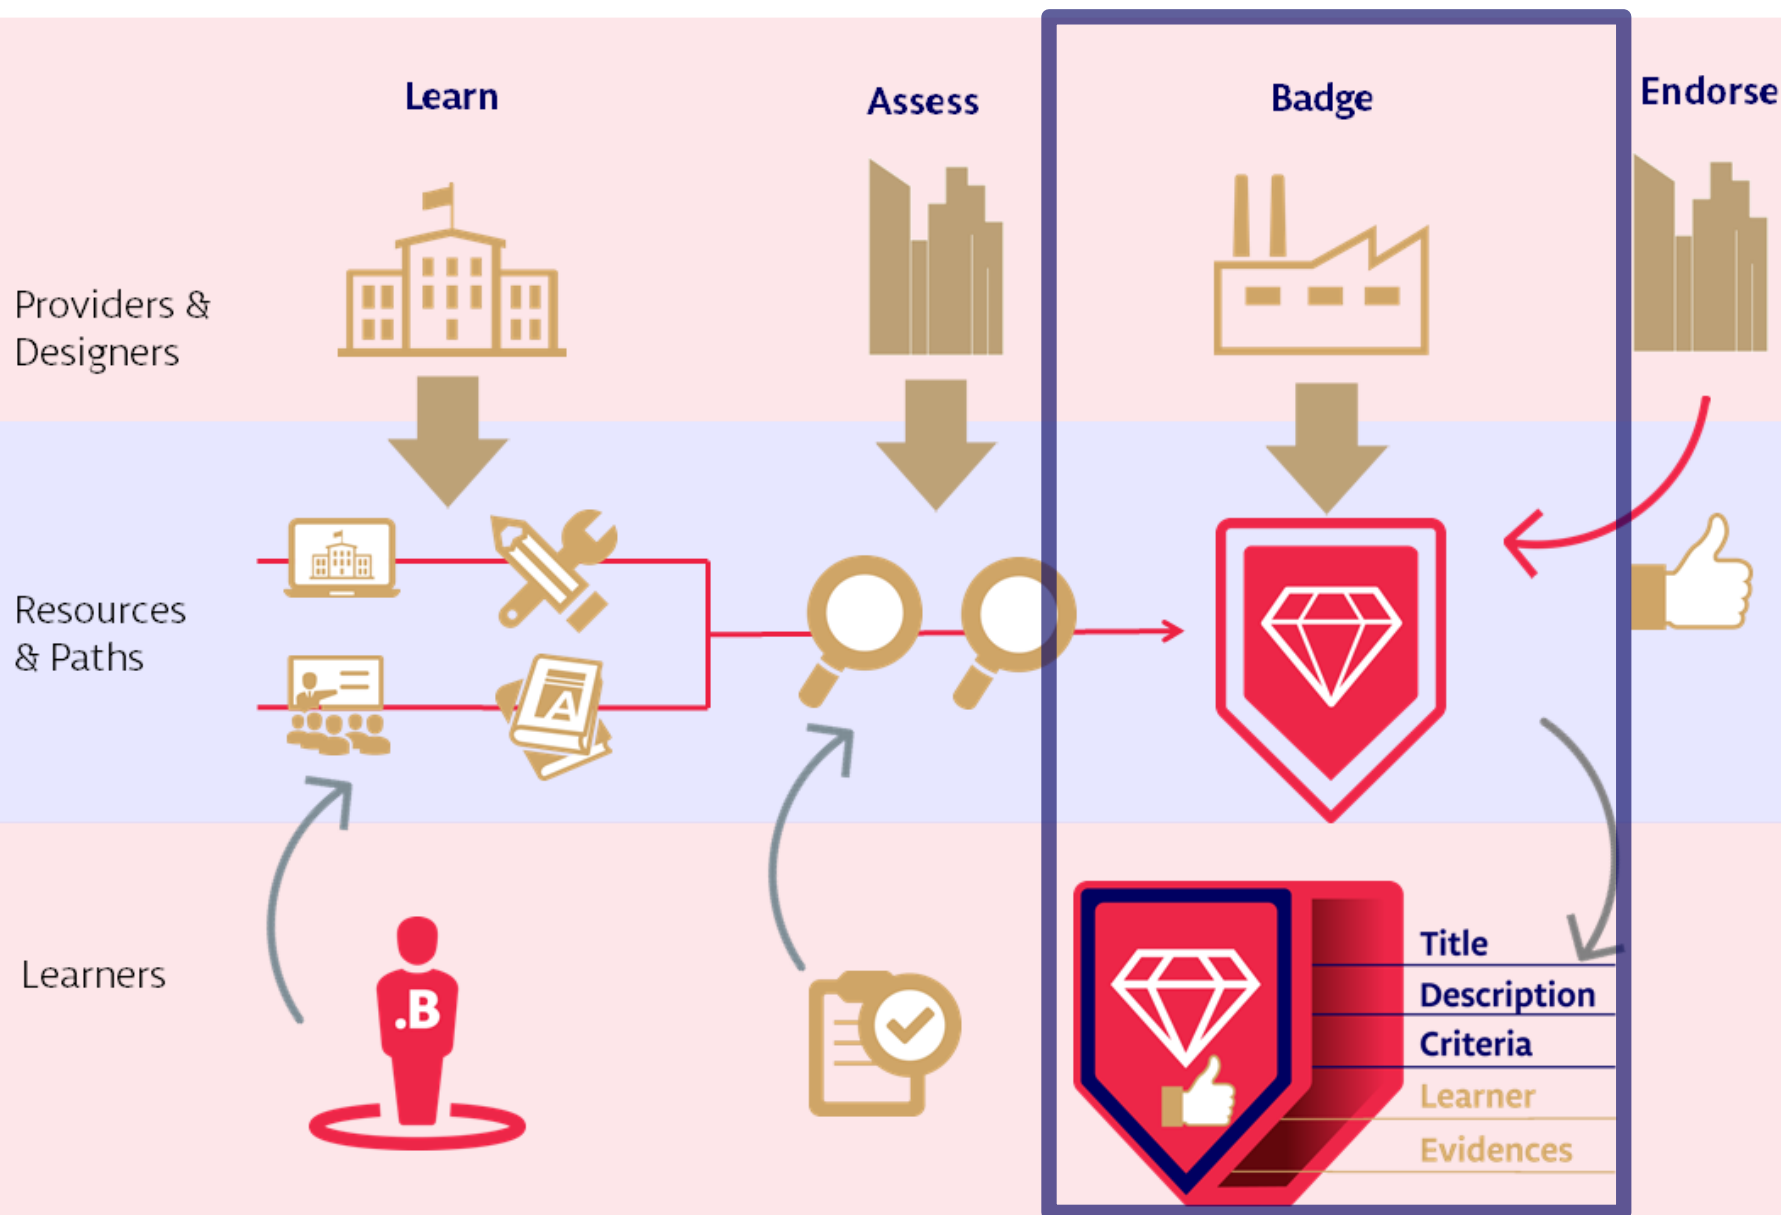 Learn
Assess
Badge
Endorse
Providers &
Designers
Resources
& Paths
A
Learners
.B
Title
Description
Criteria
Learner
Evidences